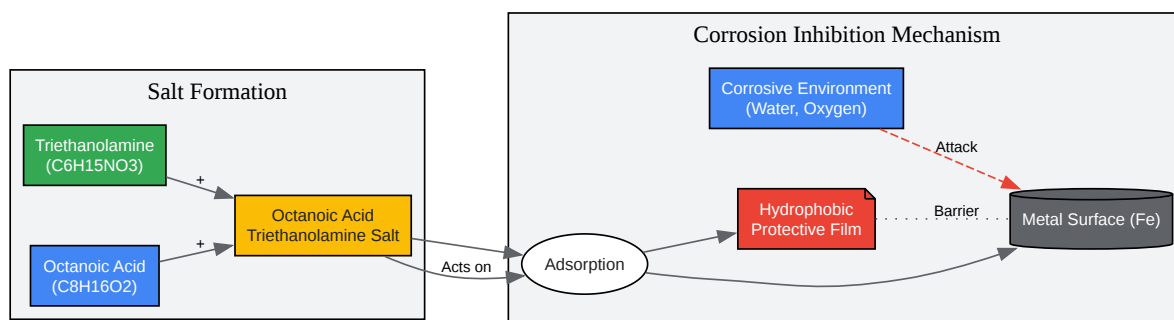 Corrosion Inhibition Mechanism
Salt Formation
Corrosive Environment
(Water, Oxygen)
Triethanolamine
(C6H15NO3)
Attack
+
Octanoic Acid
Triethanolamine Salt
Hydrophobic
Protective Film
Barrier
Metal Surface (Fe)
+
Octanoic Acid
(C8H16O2)
Acts on
Adsorption